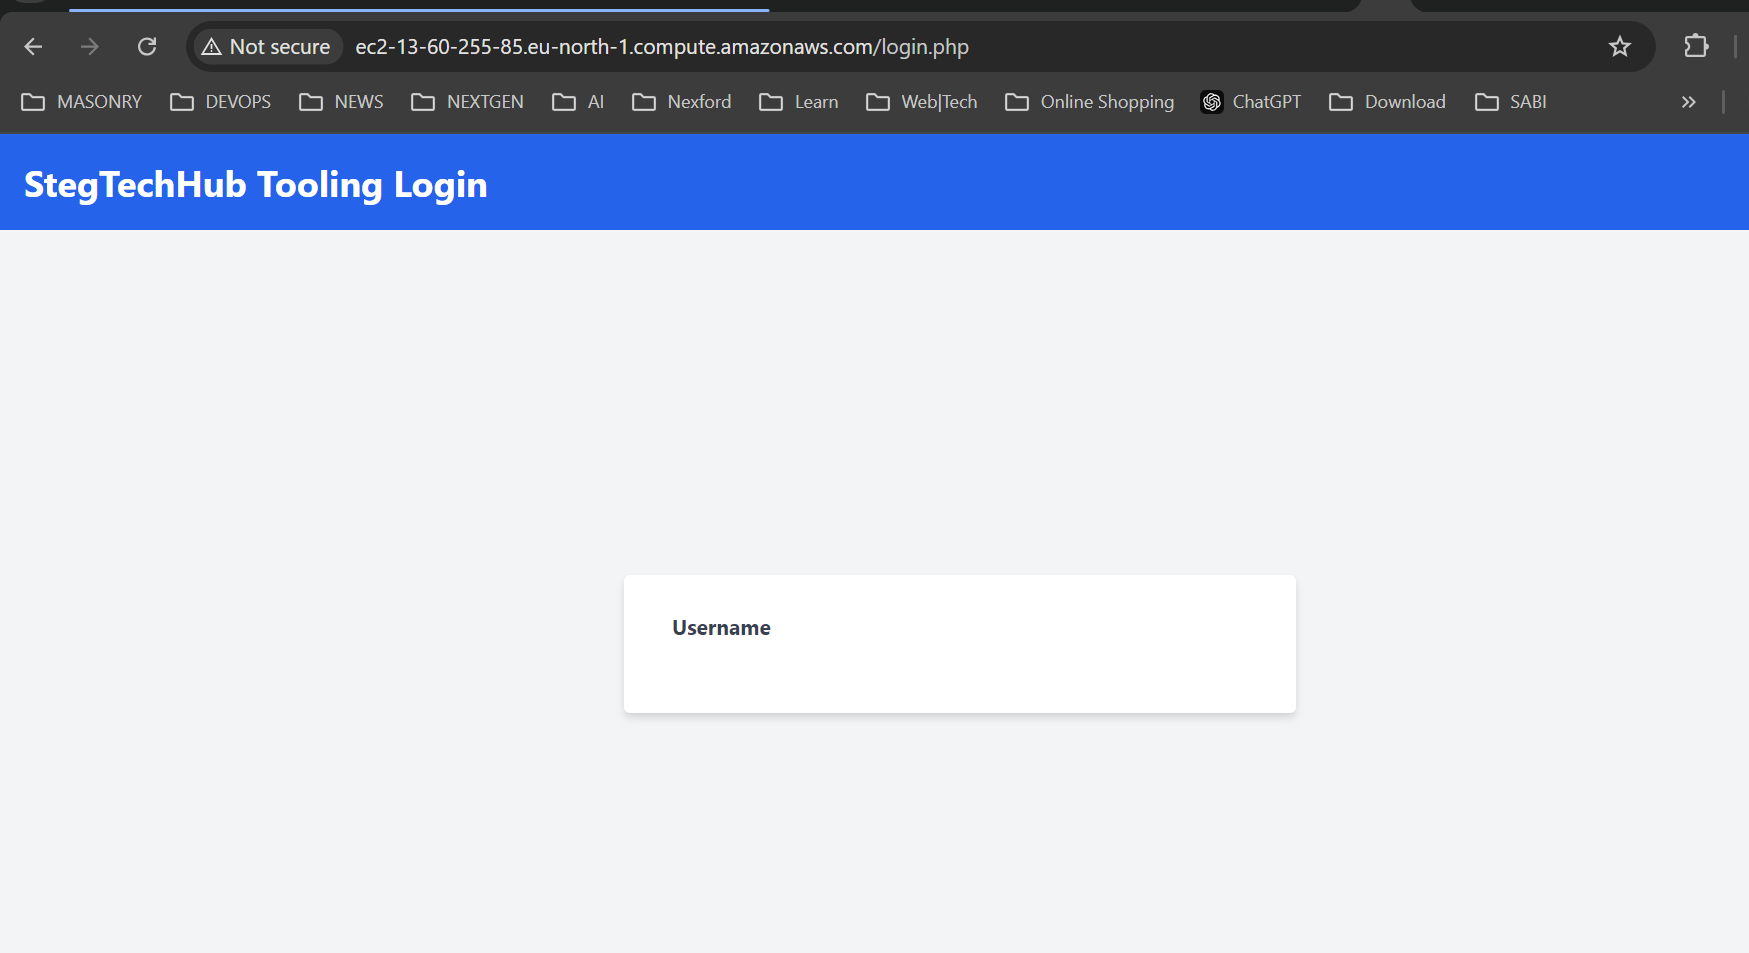 Not secure ec2-13-60-255-85.eu-north-1.compute.amazonaws.com/login.php
MASONRY DEVOPS NEWS NEXTGEN AI Nexford Learn Web|Tech Online Shopping ChatGPT Download SABI »
StegTechHub Tooling Login
Username